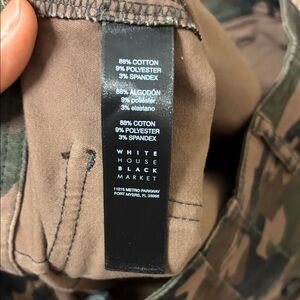 88% COTTON
9% POLYESTER
3% SPANDEX
88% ALGODÓN
9% poliéster
3% elastano
88% COTTON
9% POLYESTER
3% SPANDEX
WHITE
HOUSE
BLACK
MARKET
11215 METRO PARKWAY
FORT MYERS, FL 33966